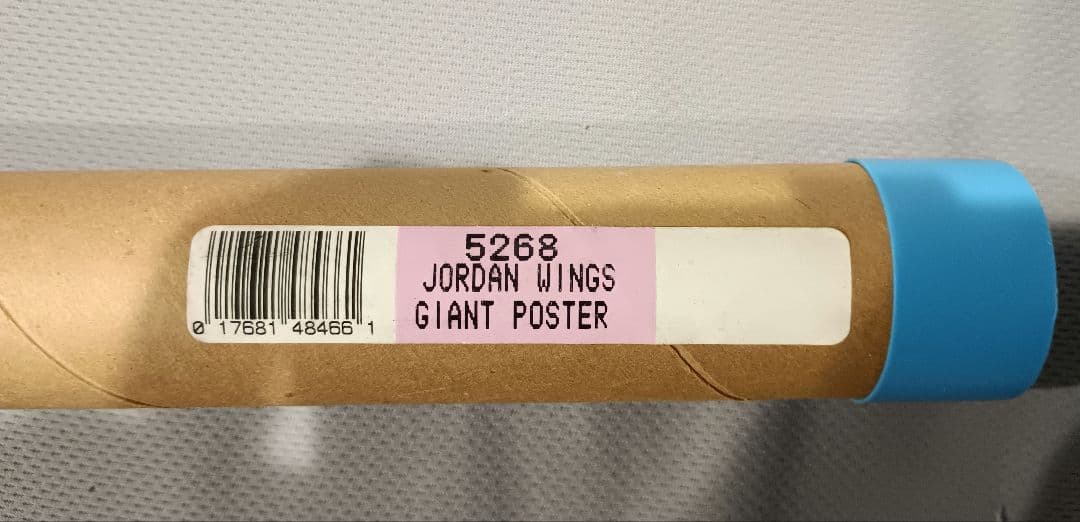 5268
JORDAN WINGS
GIANT POSTER
0 17681 48466 1